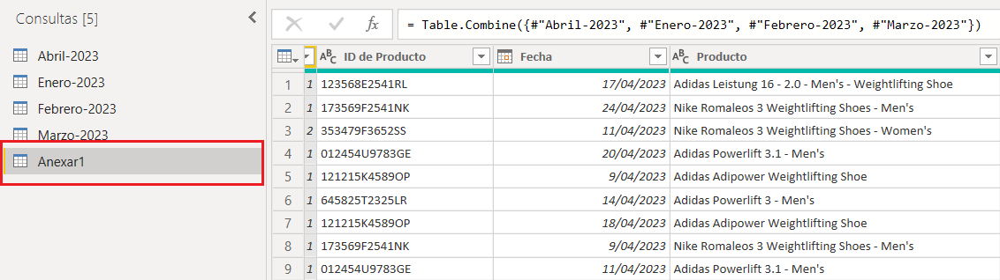 Consultas [5]
Abril-2023
Enero-2023
Febrero-2023
Marzo-2023
Anexar1
fx = Table.Combine({#"Abril-2023", #"Enero-2023", #"Febrero-2023", #"Marzo-2023"})
ABC ID de Producto Fecha ABC Producto
1 1 123568E2541RL 17/04/2023 Adidas Leistung 16 - 2.0 - Men's - Weightlifting Shoe
2 1 173569F2541NK 24/04/2023 Nike Romaleos 3 Weightlifting Shoes - Men's
3 2 353479F3652SS 11/04/2023 Nike Romaleos 3 Weightlifting Shoes - Women's
4 1 012454U9783GE 20/04/2023 Adidas Powerlift 3.1 - Men's
5 1 121215K4589OP 9/04/2023 Adidas Adipower Weightlifting Shoe
6 1 645825T2325LR 14/04/2023 Adidas Powerlift 3 - Men's
7 1 121215K4589OP 18/04/2023 Adidas Adipower Weightlifting Shoe
8 1 173569F2541NK 9/04/2023 Nike Romaleos 3 Weightlifting Shoes - Men's
9 1 012454U9783GE 11/04/2023 Adidas Powerlift 3.1 - Men's